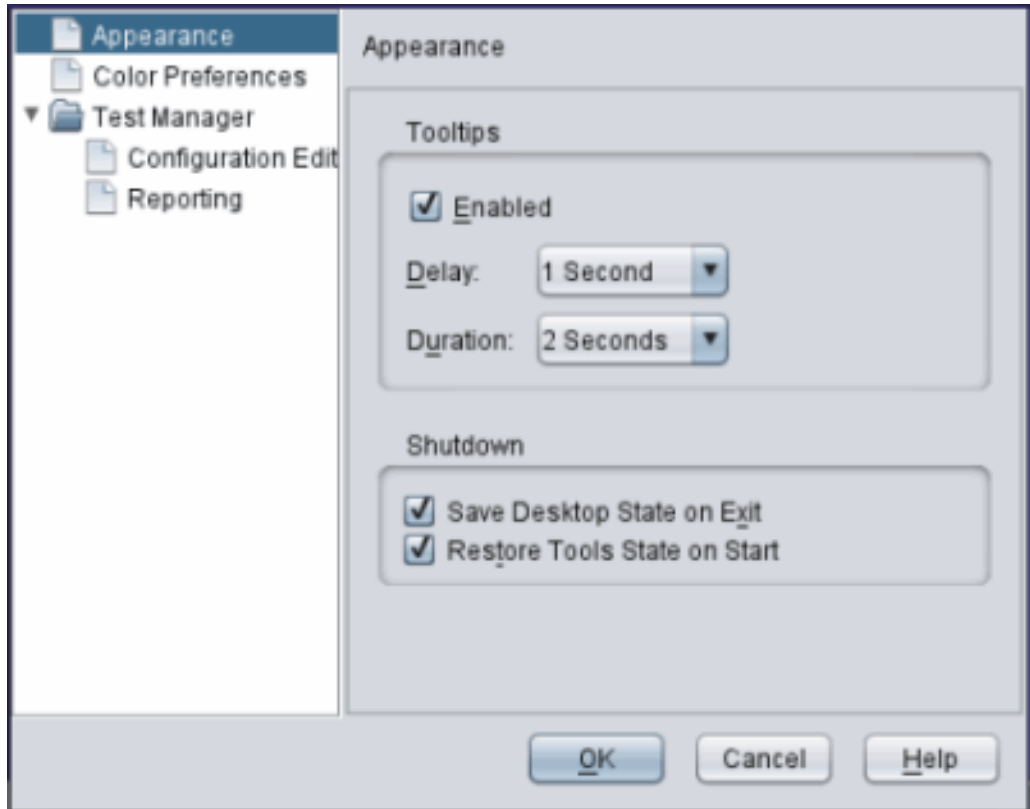 Appearance
Color Preferences
Test Manager
Configuration Edit
Reporting
Appearance
Tooltips
Enabled
Delay: 1 Second
Duration: 2 Seconds
Shutdown
Save Desktop State on Exit
Restore Tools State on Start
OK Cancel Help